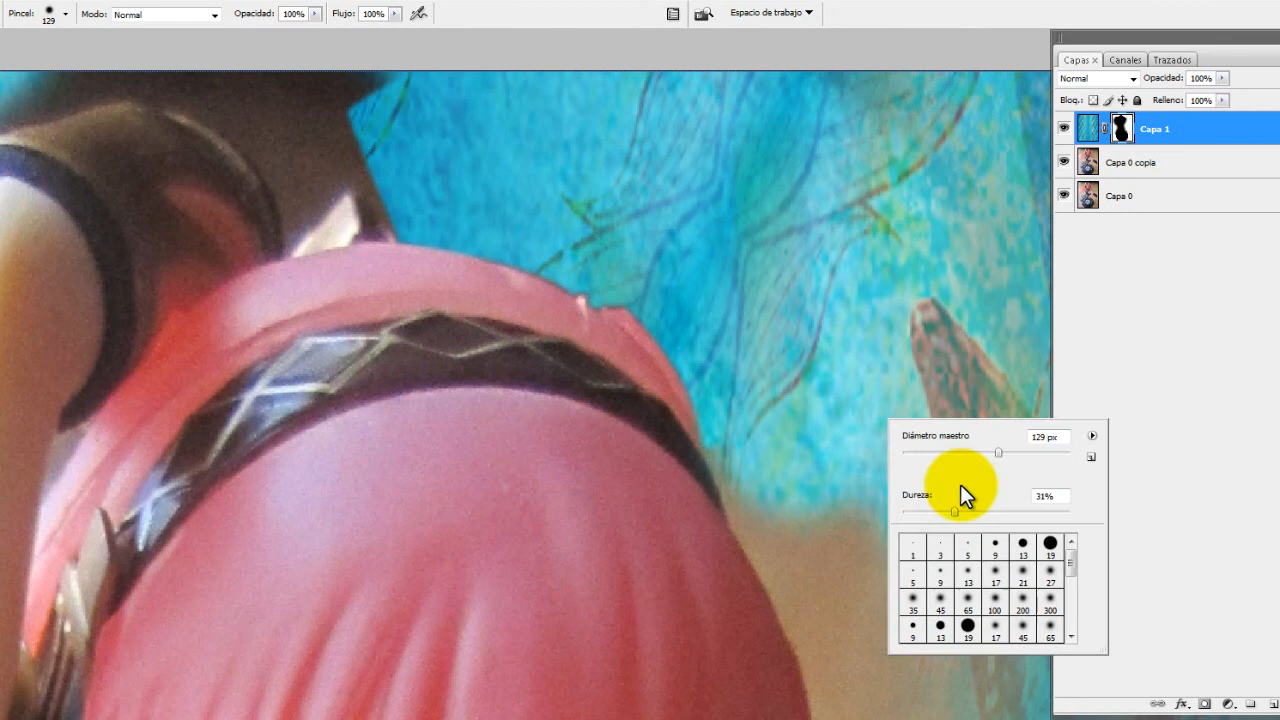 Pincel: 129 Modo: Normal Opacidad: 100% Flujo: 100% Espacio de trabajo
Capas x Canales Trazados
Normal Opacidad: 100%
Bloq.: Relleno: 100%
Capa 1
Capa 0 copia
Capa 0
Diámetro maestro 129 px
Dureza: 31%
1 3 5 9 13 19
5 9 13 17 21 27
35 45 65 100 200 300
9 13 19 17 45 65
fx